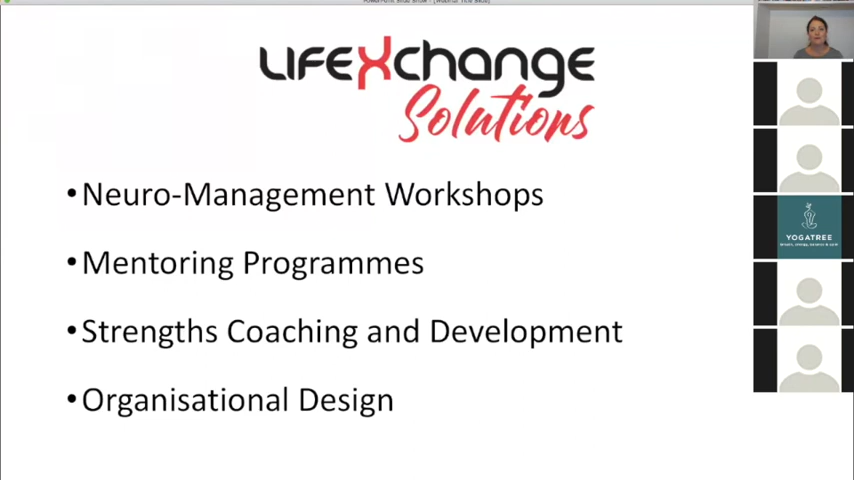 LIFEXchange
Solutions
•Neuro-Management Workshops
•Mentoring Programmes
•Strengths Coaching and Development
•Organisational Design
YOGATREE